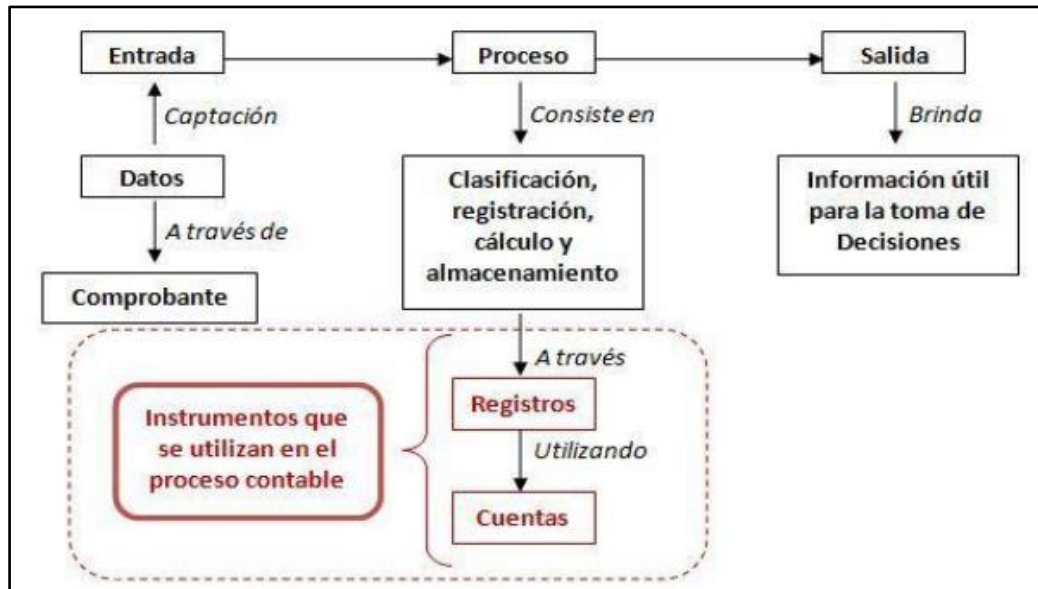 Entrada
Proceso
Salida
Captación
Consiste en
Brinda
Datos
A través de
Comprobante
Clasificación,
registración,
cálculo y
almacenamiento
Información útil
para la toma de
Decisiones
A través
Registros
Utilizando
Cuentas
Instrumentos que
se utilizan en el
proceso contable